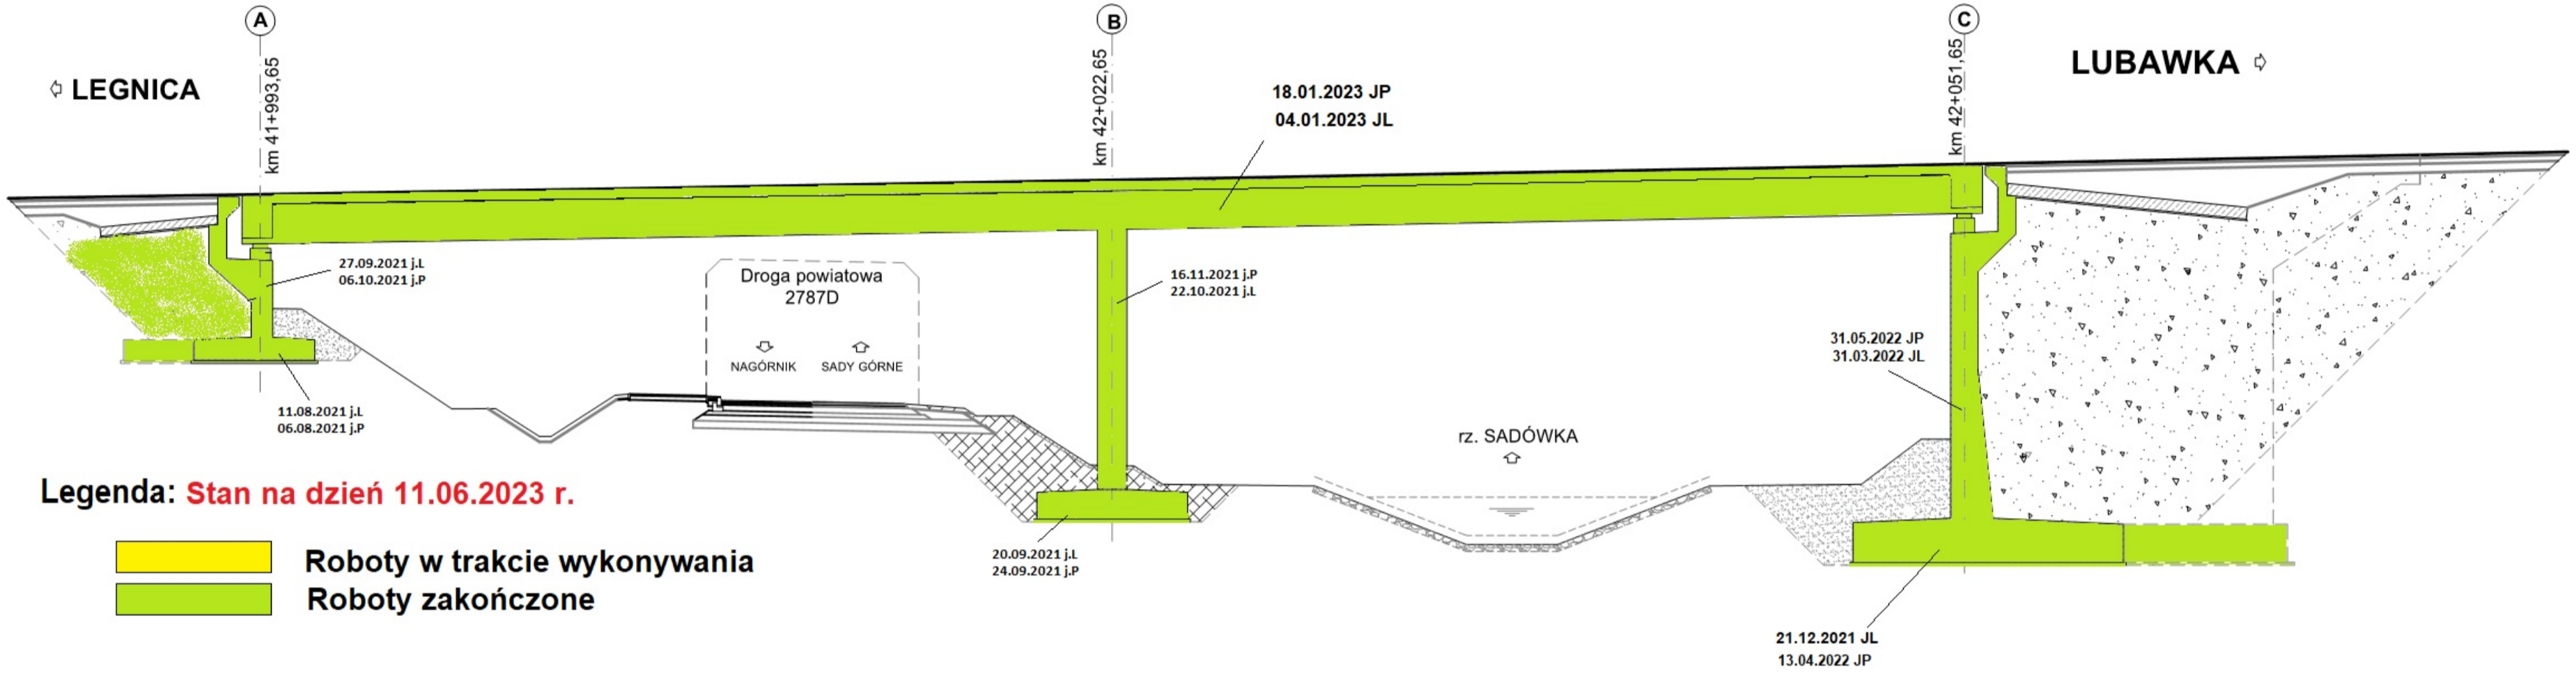 A
B
C
LEGNICA
km 41+993,65
km 42+022,65
km 42+051,65
LUBAWKA
18.01.2023 JP
04.01.2023 JL
27.09.2021 j.L
06.10.2021 j.P
Droga powiatowa
2787D
NAGÓRNIK
SADY GÓRNE
16.11.2021 j.P
22.10.2021 j.L
31.05.2022 JP
31.03.2022 JL
11.08.2021 j.L
06.08.2021 j.P
rz. SADÓWKA
Legenda: Stan na dzień 11.06.2023 r.
Roboty w trakcie wykonywania
Roboty zakończone
20.09.2021 j.L
24.09.2021 j.P
21.12.2021 JL
13.04.2022 JP